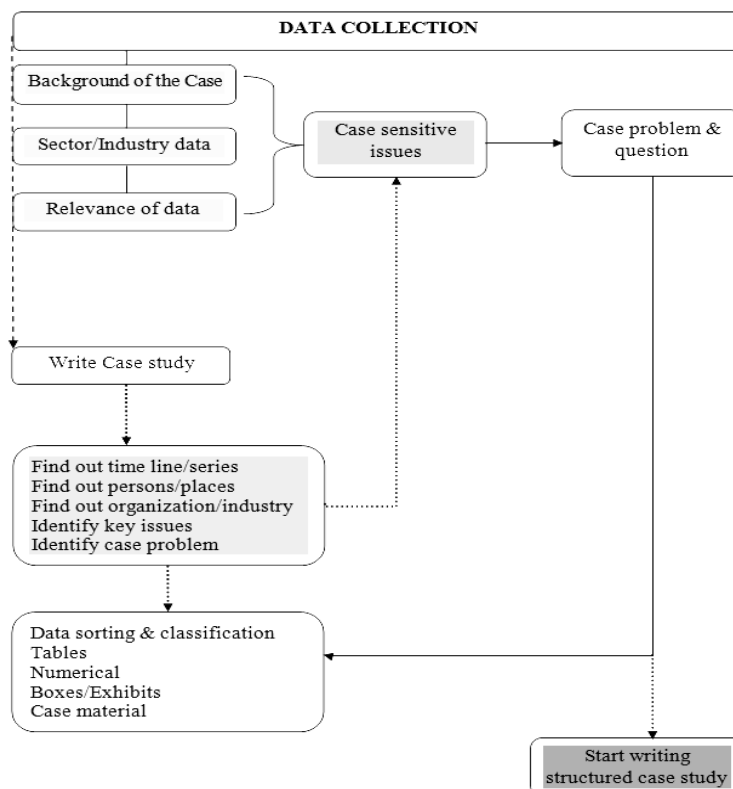 DATA COLLECTION
Background of the Case
Sector/Industry data
Relevance of data
Case sensitive
issues
Case problem &
question
Write Case study
Find out time line/series
Find out persons/places
Find out organization/industry
Identify key issues
Identify case problem
Data sorting & classification
Tables
Numerical
Boxes/Exhibits
Case material
Start writing
structured case study